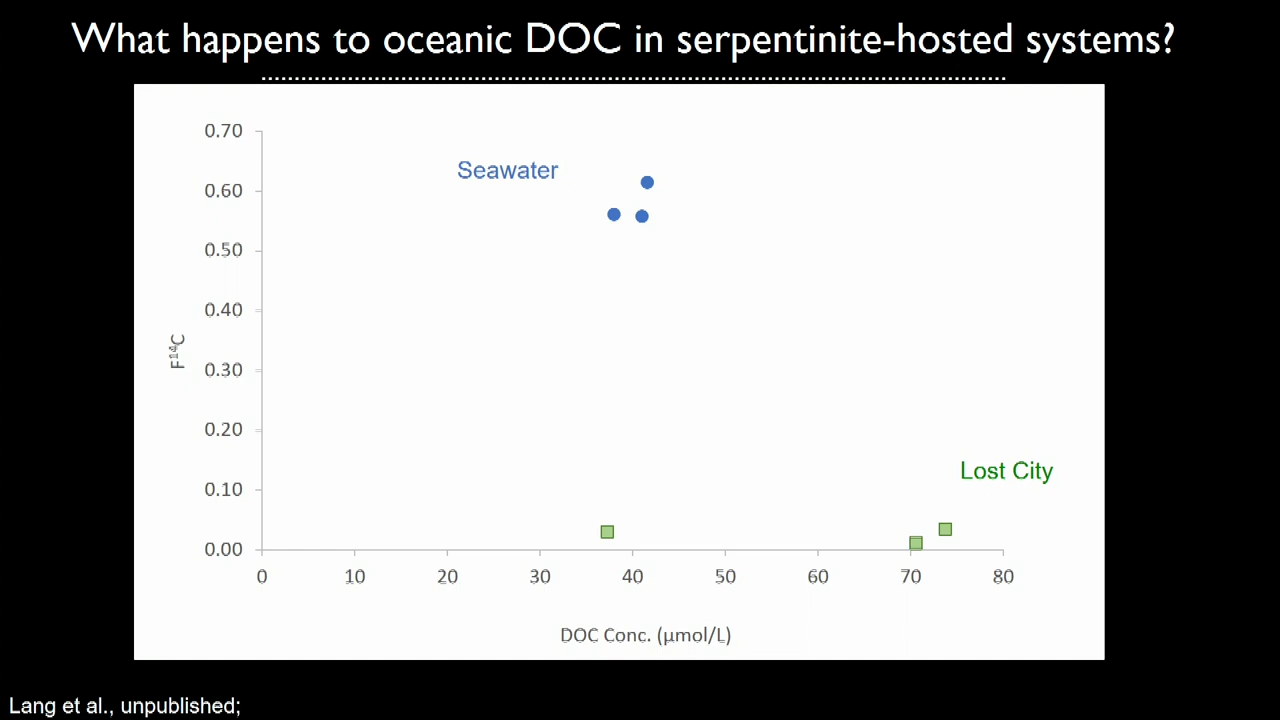 What happens to oceanic DOC in serpentinite-hosted systems?
0.70
Seawater
0.60
0.50
0.40
F¹⁴C
0.30
0.20
Lost City
0.10
0.00
0 10 20 30 40 50 60 70 80
DOC Conc. (µmol/L)
Lang et al., unpublished;